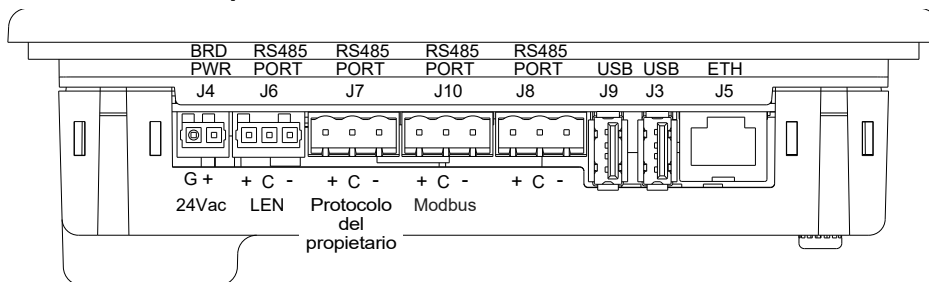 BRD RS485 RS485 RS485 RS485
PWR PORT PORT PORT PORT USB USB ETH
J4 J6 J7 J10 J8 J9 J3 J5
G + + C - + C - + C - + C -
24Vac LEN Protocolo Modbus
del
propietario